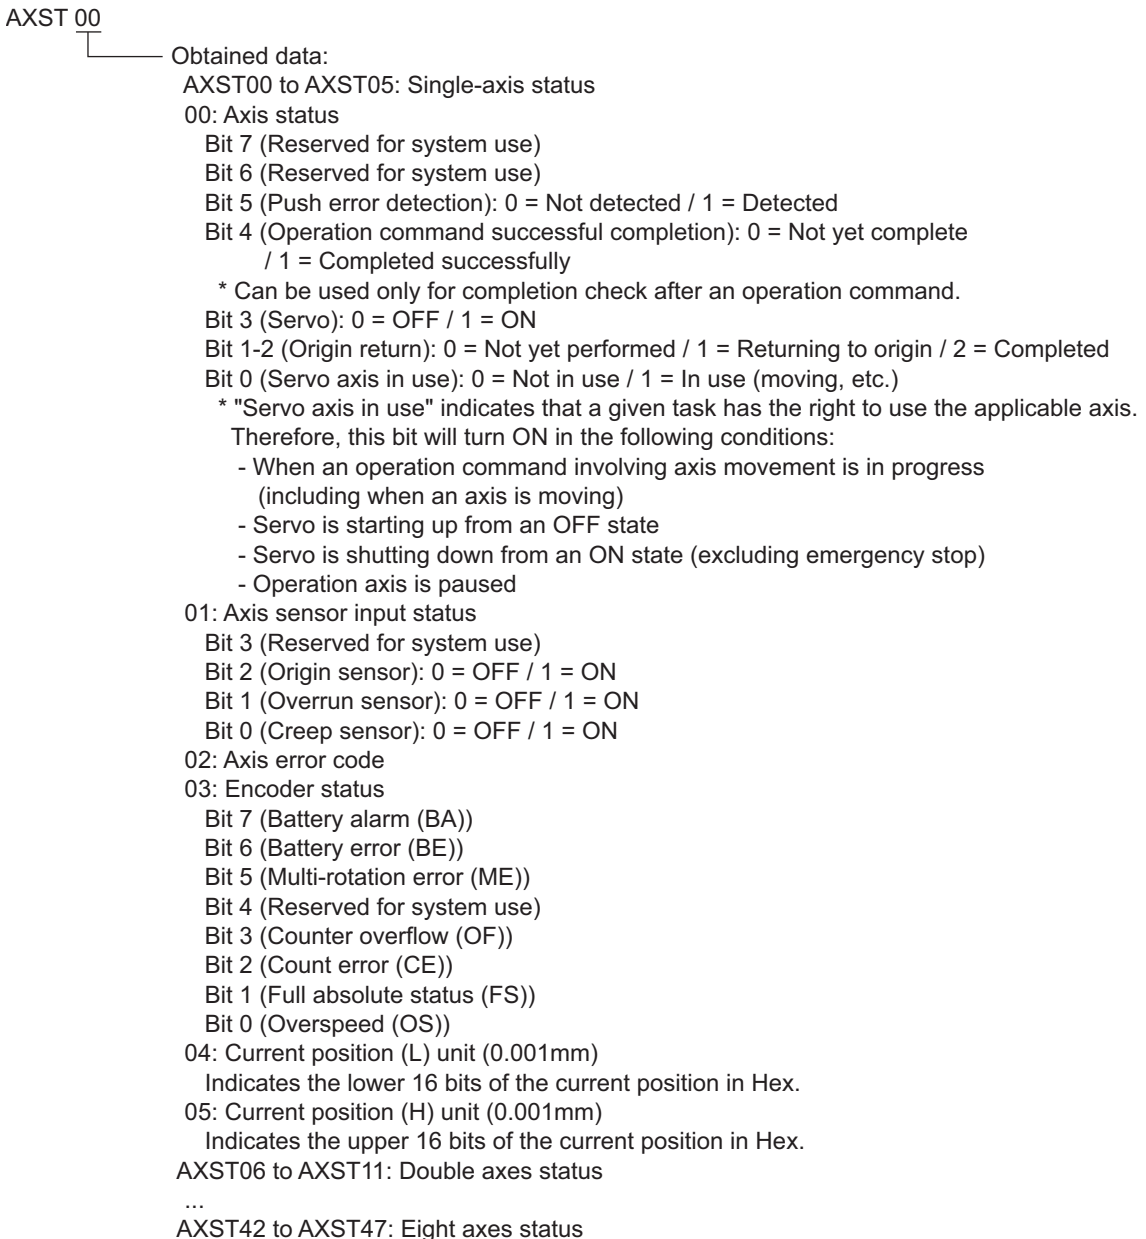 AXST 00
Obtained data:
AXST00 to AXST05: Single-axis status
00: Axis status
Bit 7 (Reserved for system use)
Bit 6 (Reserved for system use)
Bit 5 (Push error detection): 0 = Not detected / 1 = Detected
Bit 4 (Operation command successful completion): 0 = Not yet complete
/ 1 = Completed successfully
* Can be used only for completion check after an operation command.
Bit 3 (Servo): 0 = OFF / 1 = ON
Bit 1-2 (Origin return): 0 = Not yet performed / 1 = Returning to origin / 2 = Completed
Bit 0 (Servo axis in use): 0 = Not in use / 1 = In use (moving, etc.)
* "Servo axis in use" indicates that a given task has the right to use the applicable axis.
Therefore, this bit will turn ON in the following conditions:
- When an operation command involving axis movement is in progress
(including when an axis is moving)
- Servo is starting up from an OFF state
- Servo is shutting down from an ON state (excluding emergency stop)
- Operation axis is paused
01: Axis sensor input status
Bit 3 (Reserved for system use)
Bit 2 (Origin sensor): 0 = OFF / 1 = ON
Bit 1 (Overrun sensor): 0 = OFF / 1 = ON
Bit 0 (Creep sensor): 0 = OFF / 1 = ON
02: Axis error code
03: Encoder status
Bit 7 (Battery alarm (BA))
Bit 6 (Battery error (BE))
Bit 5 (Multi-rotation error (ME))
Bit 4 (Reserved for system use)
Bit 3 (Counter overflow (OF))
Bit 2 (Count error (CE))
Bit 1 (Full absolute status (FS))
Bit 0 (Overspeed (OS))
04: Current position (L) unit (0.001mm)
Indicates the lower 16 bits of the current position in Hex.
05: Current position (H) unit (0.001mm)
Indicates the upper 16 bits of the current position in Hex.
AXST06 to AXST11: Double axes status
...
AXST42 to AXST47: Eight axes status